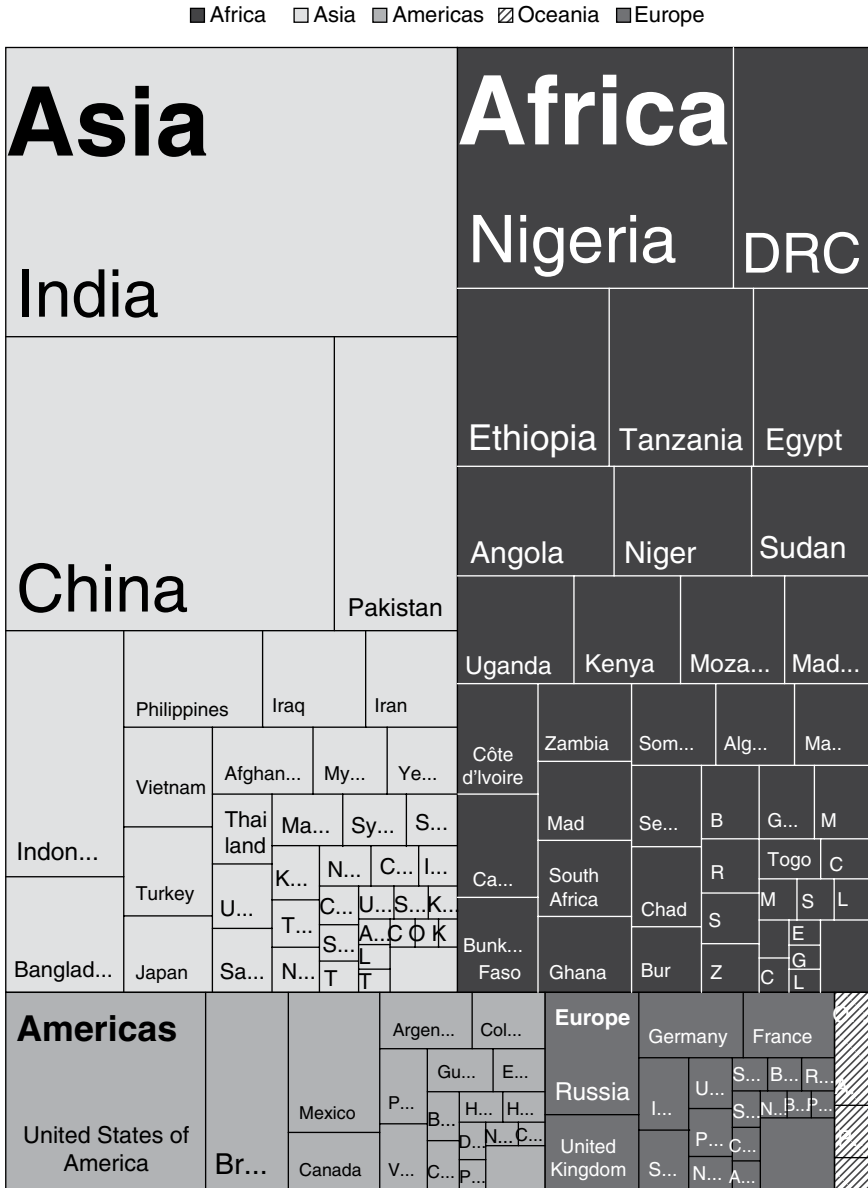 Africa Asia Americas Oceania Europe
Asia
India
China
Pakistan
Indon...
Banglad...
Philippines
Iraq
Iran
Vietnam
Afghan...
My...
Ye...
Turkey
Thai
land
Ma...
Sy...
S...
Japan
U...
Sa...
K...
T...
N...
N...
C...
I...
C...
U...
S...
K...
S...
A...
C
O
K
T
L
T
Africa
Nigeria
DRC
Ethiopia
Tanzania
Egypt
Angola
Niger
Sudan
Uganda
Kenya
Moza...
Mad...
Côte
d'Ivoire
Zambia
Som...
Alg...
Ma..
Mad
Se...
B
G...
M
Ca...
South
Africa
Chad
R
Togo
C
Bunk...
Faso
Ghana
Bur
S
Z
M
S
L
E
G
C
L
Americas
United States of
America
Br...
Mexico
Canada
Argen...
Col...
Gu...
E...
P...
V...
B...
C...
H...
H...
D...
N...
C...
P...
Europe
Russia
United
Kingdom
Germany
France
I...
S...
U...
P...
N...
S...
B...
R...
S...
N...
B...
P...
C...
A...